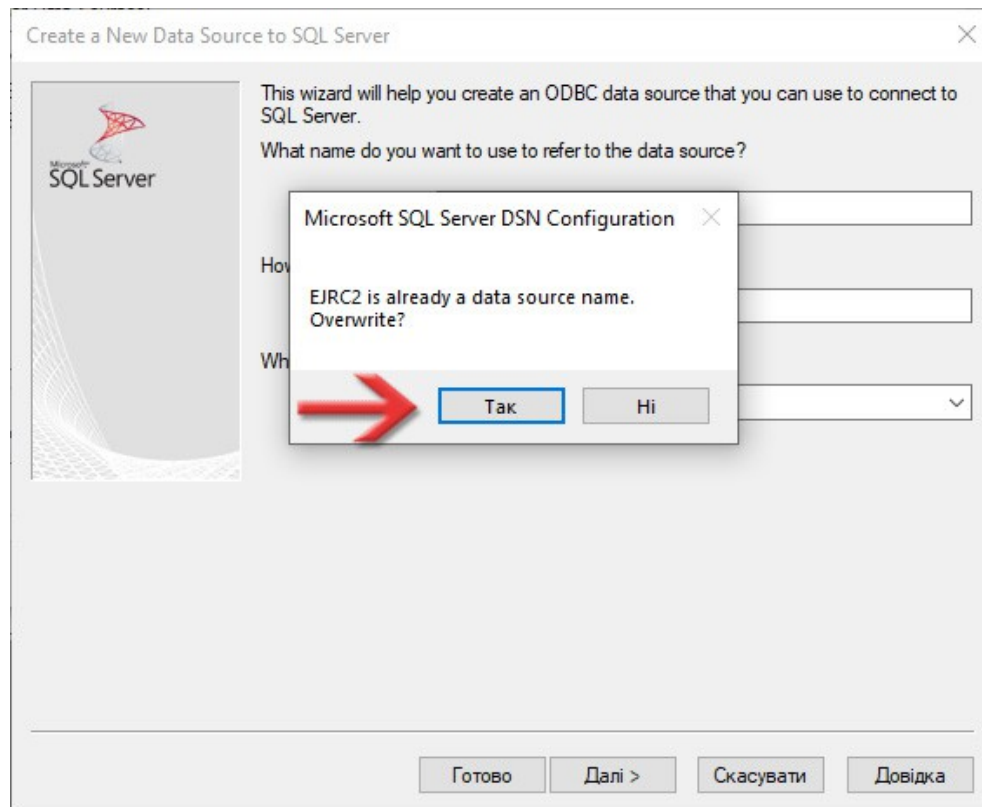 Create a New Data Source to SQL Server
This wizard will help you create an ODBC data source that you can use to connect to
SQL Server.
What name do you want to use to refer to the data source?
Microsoft
SQL Server
Microsoft SQL Server DSN Configuration
EJRC2 is already a data source name.
Overwrite?
Так
Ні
Готово
Далі >
Скасувати
Довідка